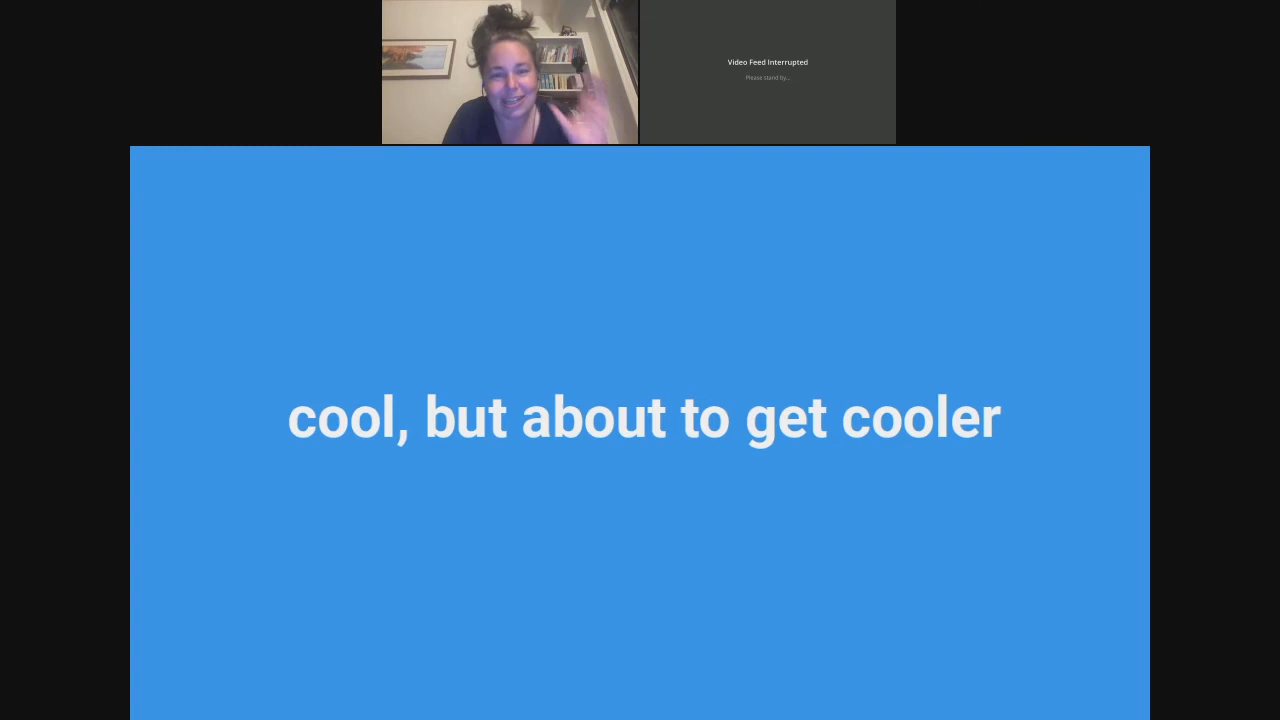 Video Feed Interrupted
Please stand by...
cool, but about to get cooler